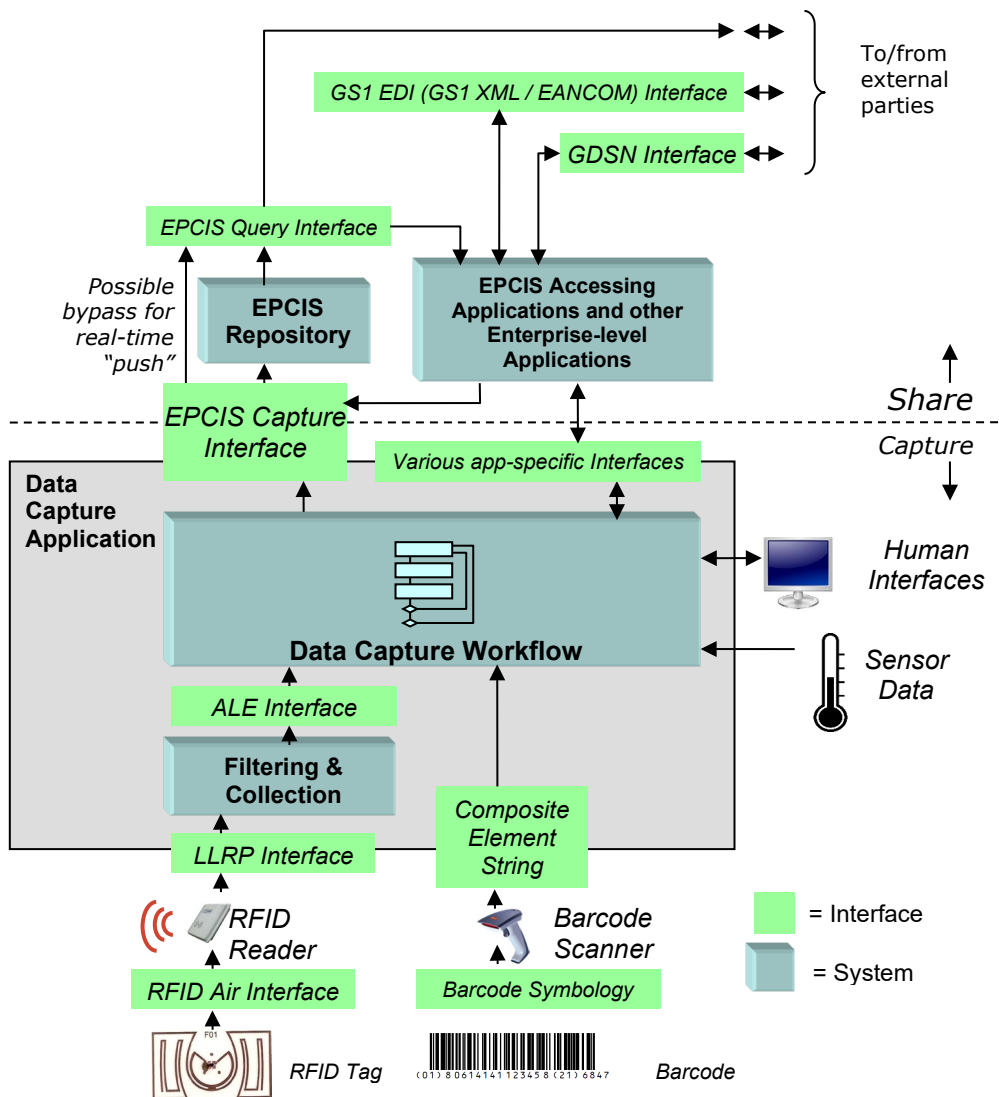 To/from
external
parties
GS1 EDI (GS1 XML / EANCOM) Interface
GDSN Interface
EPCIS Query Interface
Possible
bypass for
real-time
“push”
EPCIS
Repository
EPCIS Accessing
Applications and other
Enterprise-level
Applications
Share
EPCIS Capture
Interface
Capture
Various app-specific Interfaces
Data
Capture
Application
Human
Interfaces
Data Capture Workflow
Sensor
Data
ALE Interface
Filtering &
Collection
Composite
Element
String
LLRP Interface
RFID
Reader
Barcode
Scanner
= Interface
= System
RFID Air Interface
Barcode Symbology
F01
RFID Tag
(01)80614141123458(21)6847
Barcode